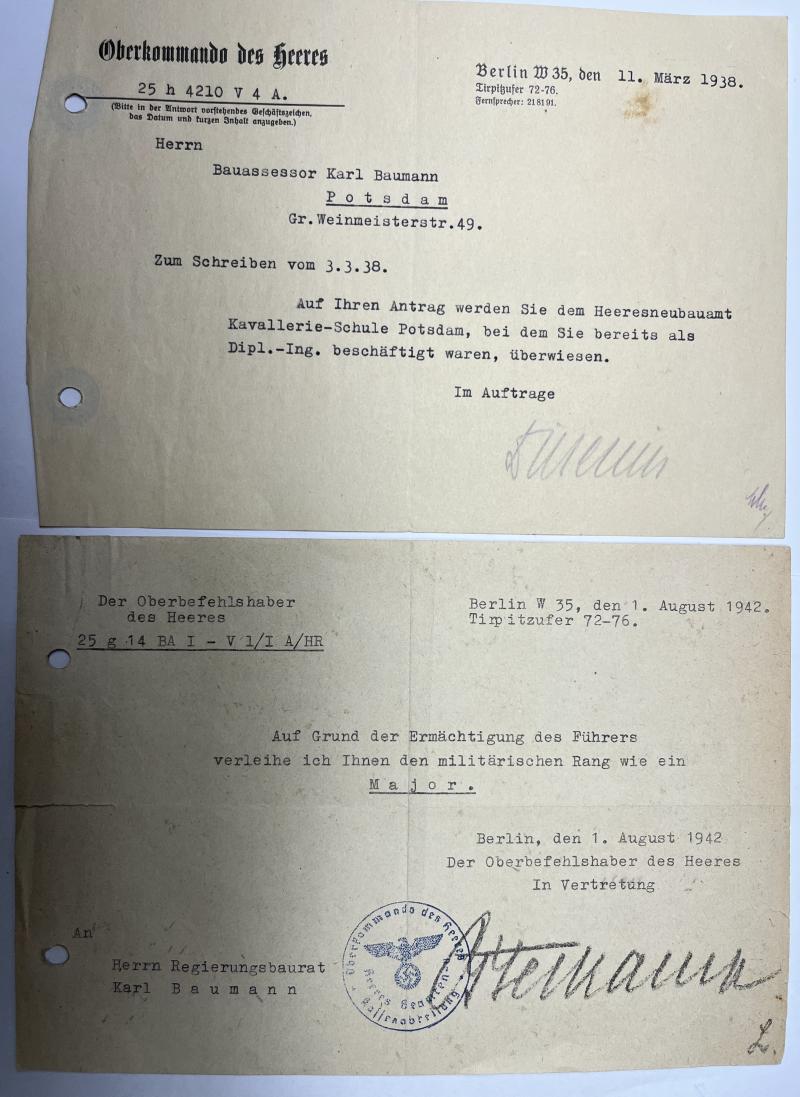 Oberkommando des Heeres
25 h 4210 V 4 A.
(Bitte in der Antwort vorstehendes Geschäftszeichen,
das Datum und kurzen Inhalt anzugeben.)
Berlin W 35, den 11. März 1938.
Tirpitzufer 72-76.
Fernsprecher: 21 81 91.
Herrn
Bauassessor Karl Baumann
Potsdam
Gr.Weinmeisterstr.49.
Zum Schreiben vom 3.3.38.
Auf Ihren Antrag werden Sie dem Heeresneubauamt
Kavallerie-Schule Potsdam, bei dem Sie bereits als
Dipl.-Ing. beschäftigt waren, überwiesen.
Im Auftrage
Der Oberbefehlshaber
des Heeres
25 g 14 BA I - V 1/I A/HR
Berlin W 35, den 1. August 1942.
Tirpitzufer 72-76.
Auf Grund der Ermächtigung des Führers
verleihe ich Ihnen den militärischen Rang wie ein
Major.
Berlin, den 1. August 1942
Der Oberbefehlshaber des Heeres
In Vertretung
An
Herrn Regierungsbaurat
Karl Baumann
Oberkommando des Heeres
Heeres Beamten-